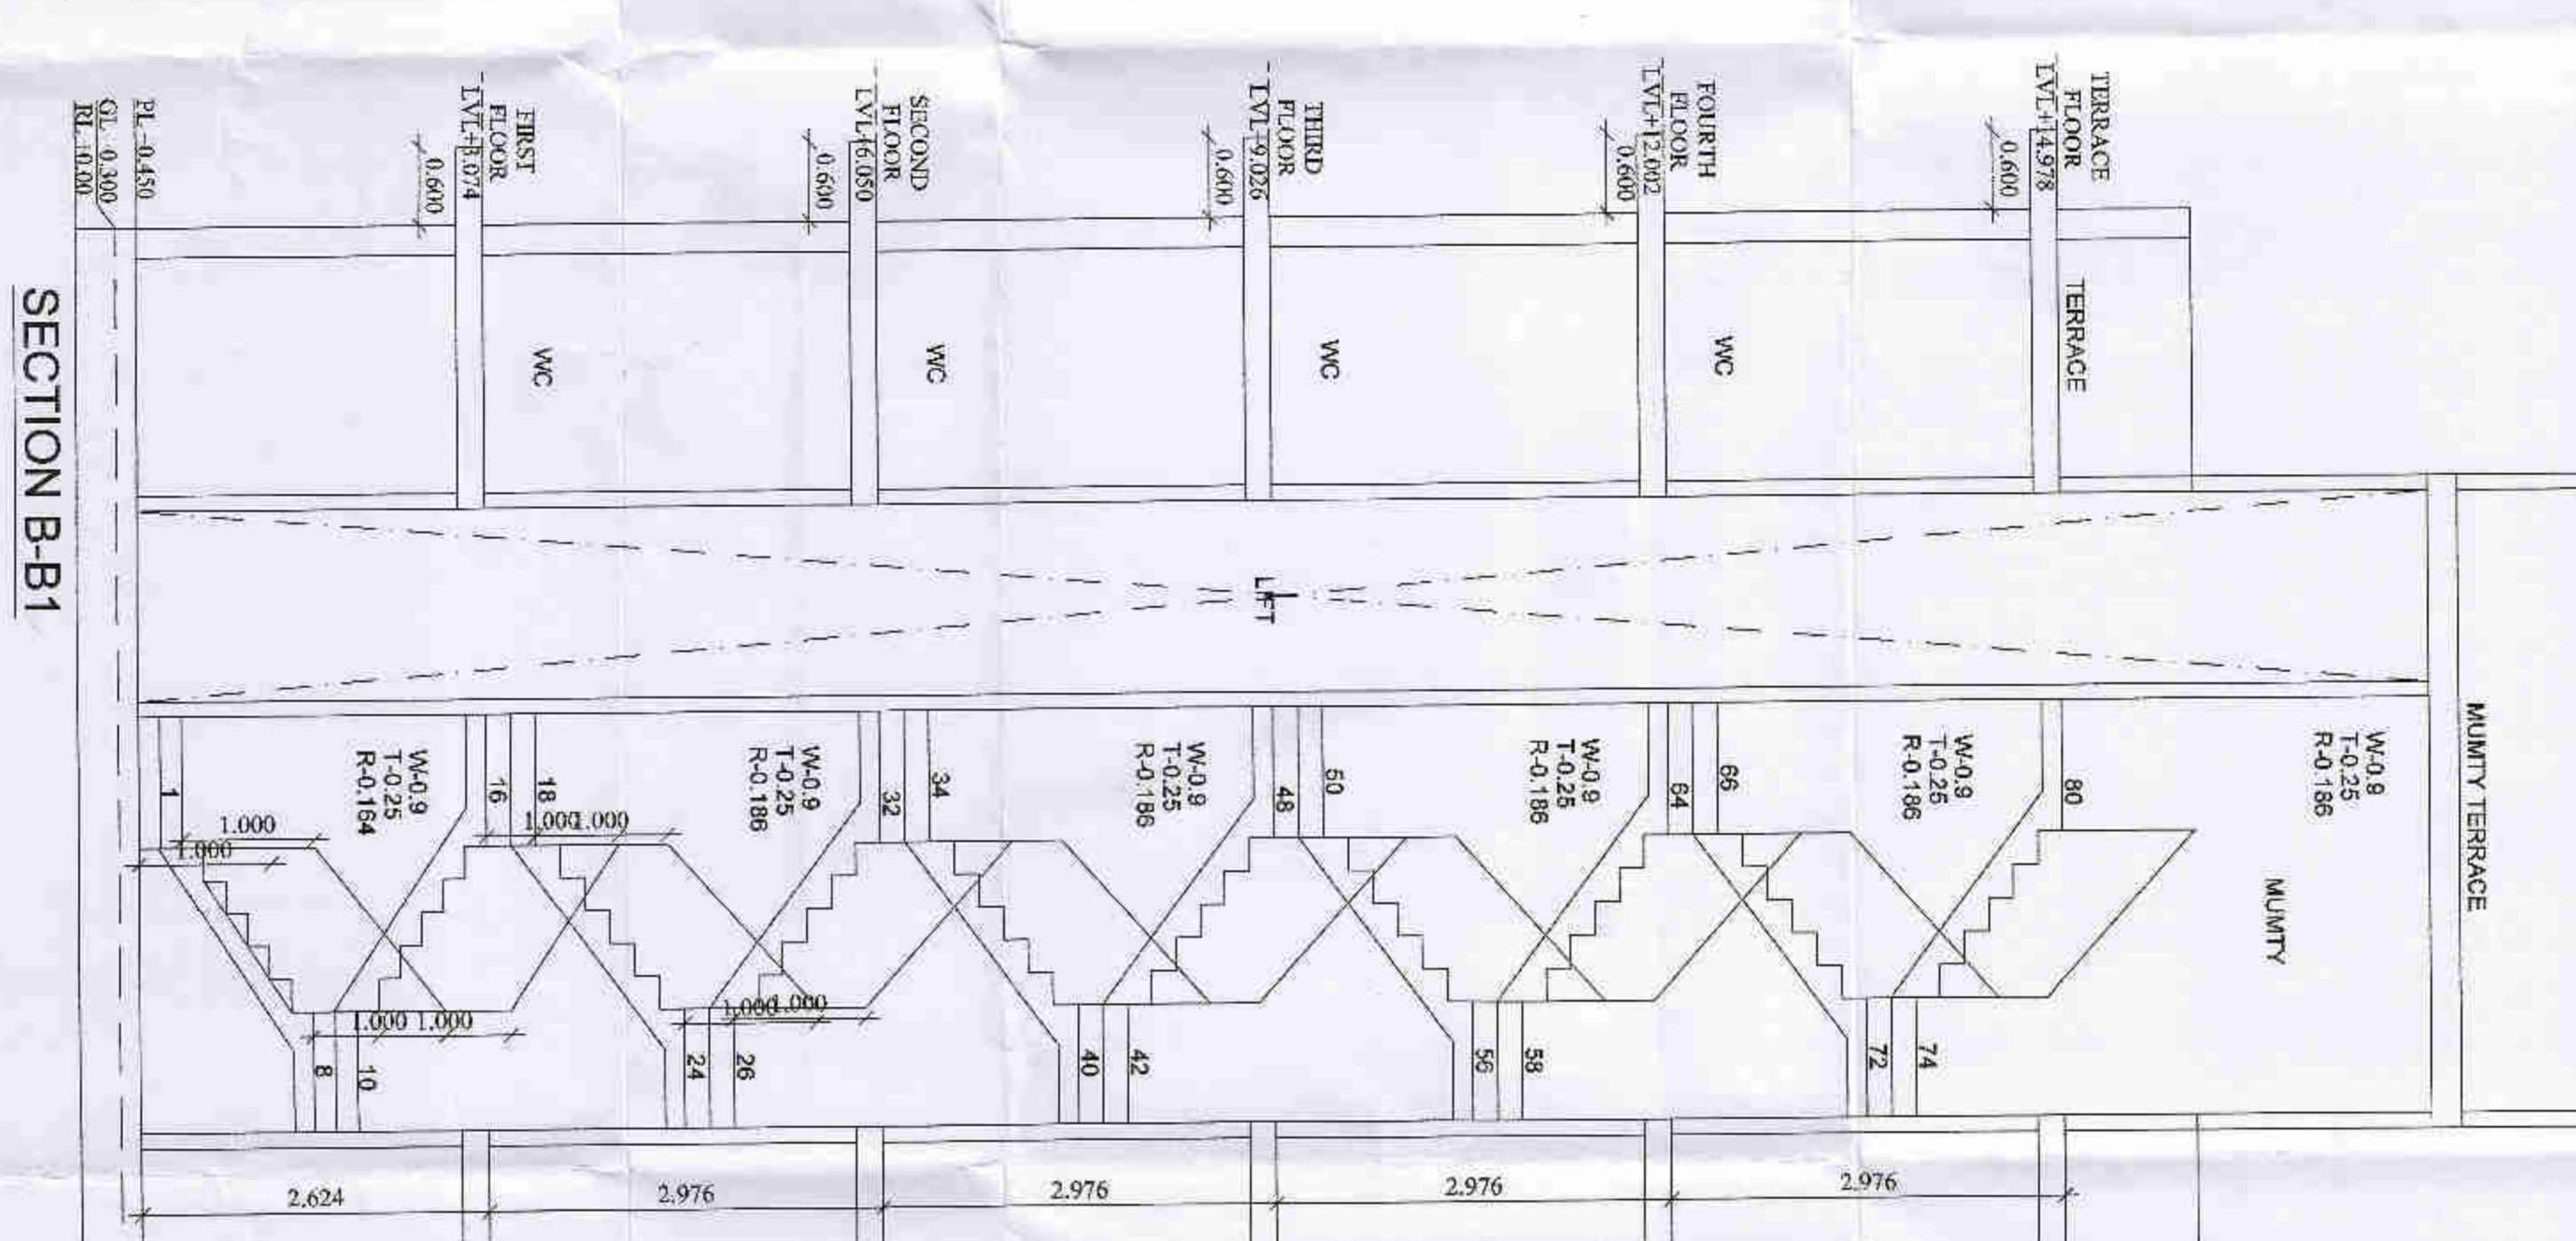 TERRACE
FLOOR
LVL+14.978
0.600
TERRACE
FOURTH
FLOOR
LVL+12.002
0.600
WC
THIRD
FLOOR
LVL+9.026
0.600
WC
SECOND
FLOOR
LVL+6.050
0.600
WC
FIRST
FLOOR
LVL+3.074
0.600
WC
PL +0.450
GL +0.300
RL +0.00
LIFT
MUMTY TERRACE
MUMTY
W-0.9
T-0.25
R-0.186
80
W-0.9
T-0.25
R-0.186
74
72
66
64
W-0.9
T-0.25
R-0.186
58
56
50
48
W-0.9
T-0.25
R-0.186
42
40
34
32
W-0.9
T-0.25
R-0.186
26
24
1.000
1.000
18
16
1.000
1.000
W-0.9
T-0.25
R-0.164
10
8
1.000 1.000
1
1.000
1.000
2.624
2.976
2.976
2.976
2.976
SECTION B-B1